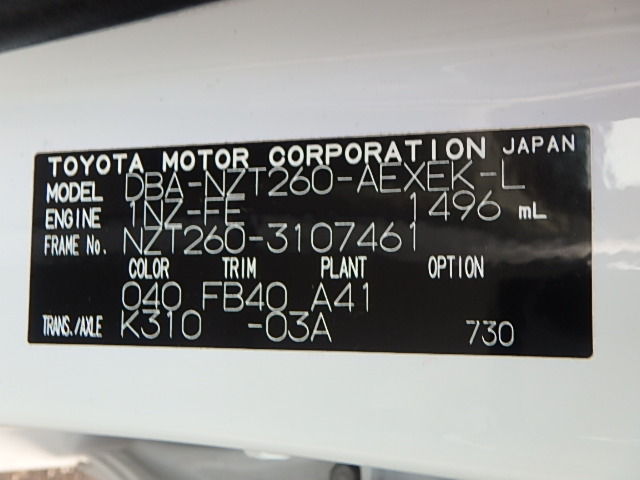 TOYOTA MOTOR CORPORATION JAPAN
MODEL DBA-NZT260-AEXEK-L
ENGINE 1NZ-FE 1496 mL
FRAME No. NZT260-3107461
COLOR TRIM PLANT OPTION
040 FB40 A41
TRANS./AXLE K310 -03A 730